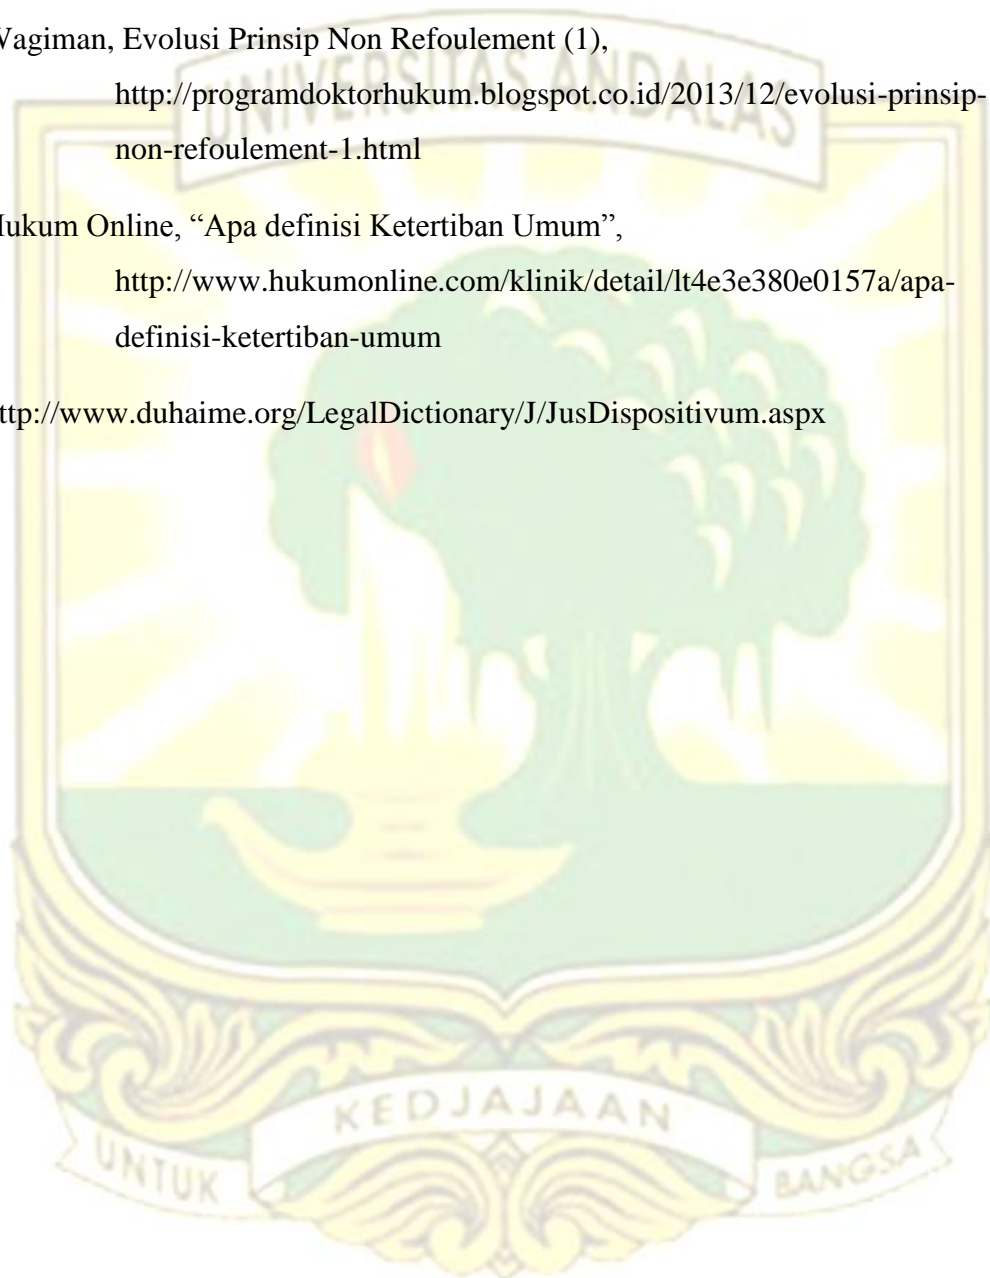 Wagiman, Evolusi Prinsip Non Refoulement (1),
http://programdoktorhukum.blogspot.co.id/2013/12/evolusi-prinsip-
non-refoulement-1.html
Hukum Online, “Apa definisi Ketertiban Umum”,
http://www.hukumonline.com/klinik/detail/lt4e3e380e0157a/apa-
definisi-ketertiban-umum
ttp://www.duhaime.org/LegalDictionary/J/JusDispositivum.aspx
UNIVERSITAS ANDALAS
UNTUK KEDJAJAAN BANGSA